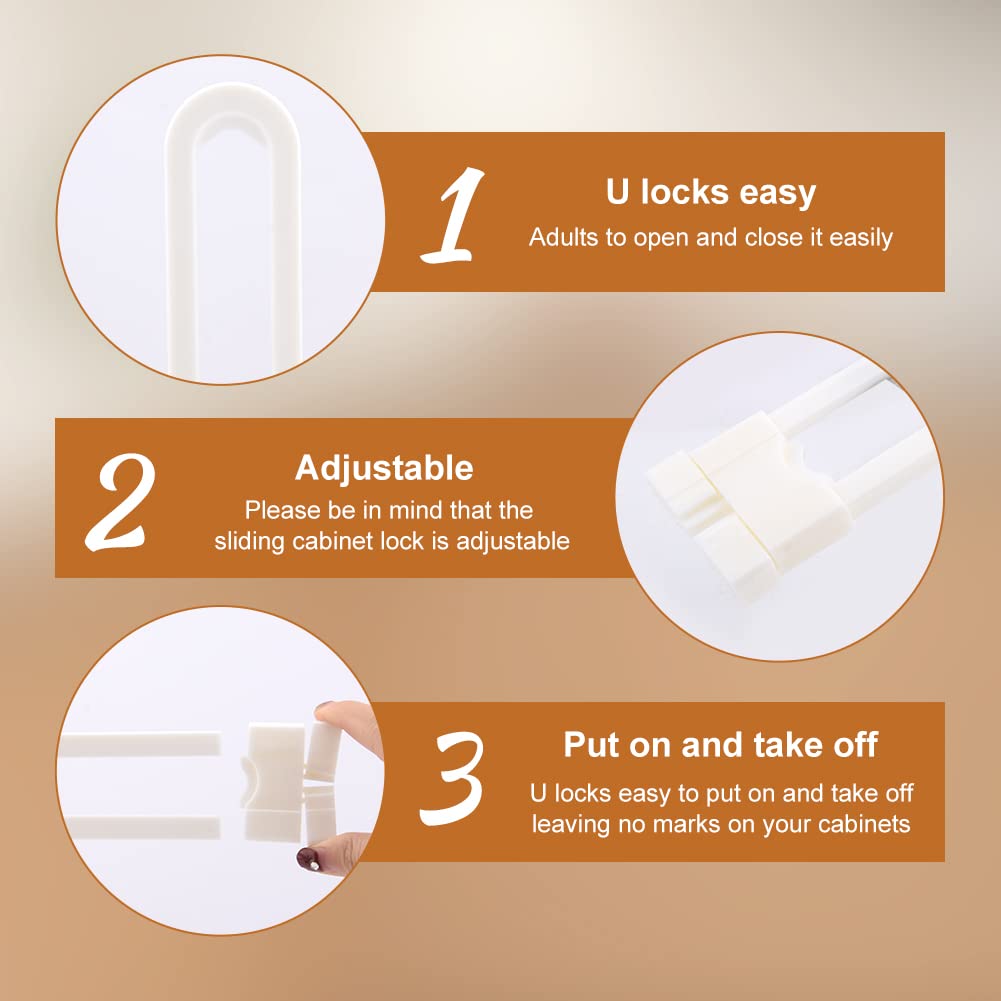 1
U locks easy
Adults to open and close it easily
2
Adjustable
Please be in mind that the
sliding cabinet lock is adjustable
3
Put on and take off
U locks easy to put on and take off
leaving no marks on your cabinets